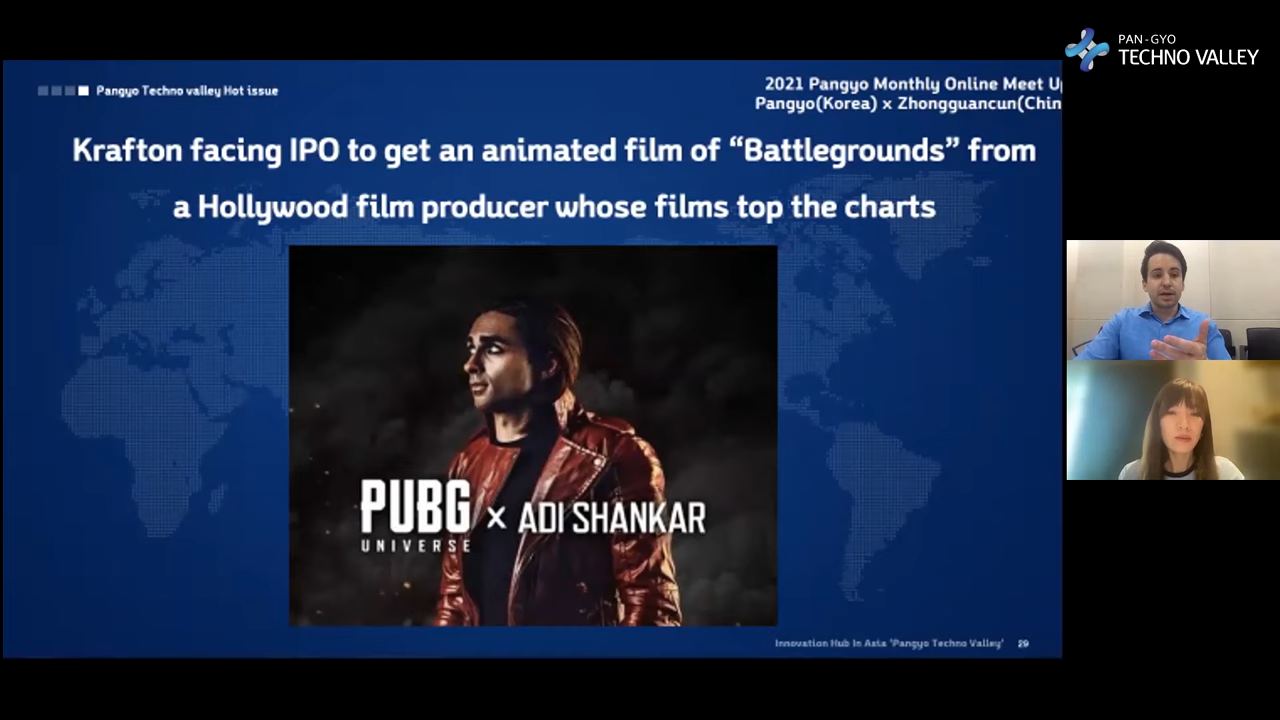 PAN-GYO
TECHNO VALLEY
Pangyo Techno valley Hot issue
2021 Pangyo Monthly Online Meet U
Pangyo(Korea) x Zhongguancun(Chin
Krafton facing IPO to get an animated film of “Battlegrounds” from
a Hollywood film producer whose films top the charts
PUBG x ADI SHANKAR
UNIVERSE
Innovation Hub In Asia 'Pangyo Techno Valley' 29